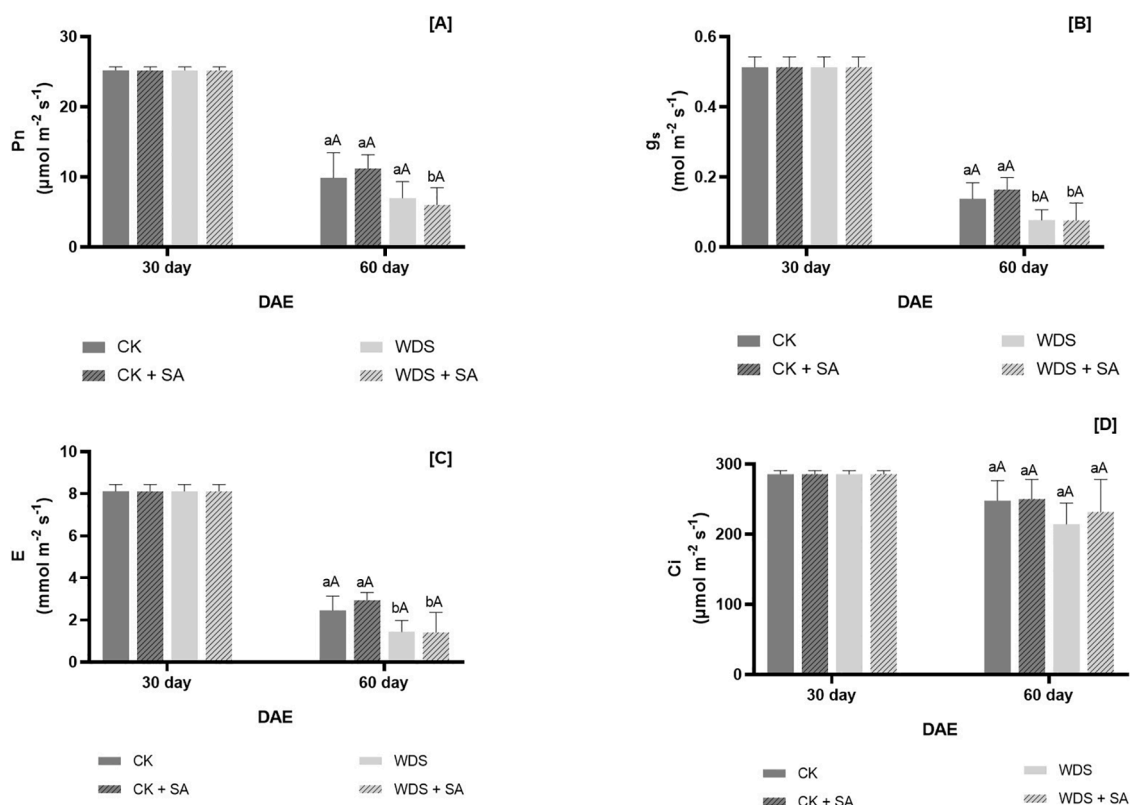 [A]
30
20
10
0
Pn
(µmol m-2 s-1)
aA aA aA bA
30 day 60 day
DAE
CK WDS
CK + SA WDS + SA
[B]
0.6
0.4
0.2
0.0
gs
(mol m-2 s-1)
aA aA bA bA
30 day 60 day
DAE
CK WDS
CK + SA WDS + SA
[C]
10
8
6
4
2
0
E
(mmol m-2 s-1)
aA aA bA bA
30 day 60 day
DAE
CK WDS
CK + SA WDS + SA
[D]
300
200
100
0
Ci
(µmol m-2 s-1)
aA aA aA aA
30 day 60 day
DAE
CK WDS
CK + SA WDS + SA